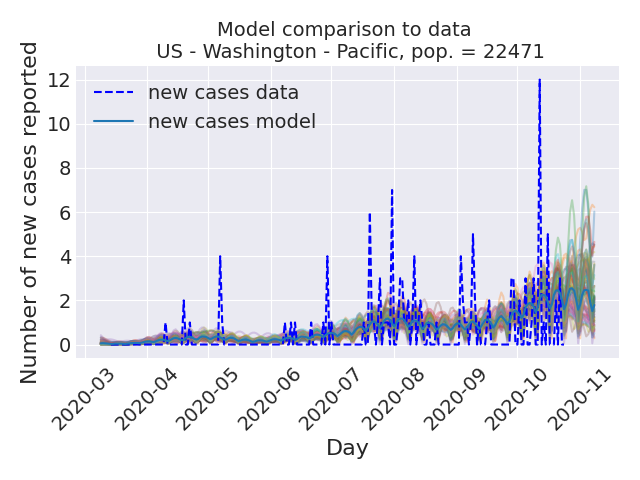 Model comparison to data
US - Washington - Pacific, pop. = 22471
Number of new cases reported
12
10
8
6
4
2
0
new cases data
new cases model
2020-03
2020-04
2020-05
2020-06
2020-07
2020-08
2020-09
2020-10
2020-11
Day